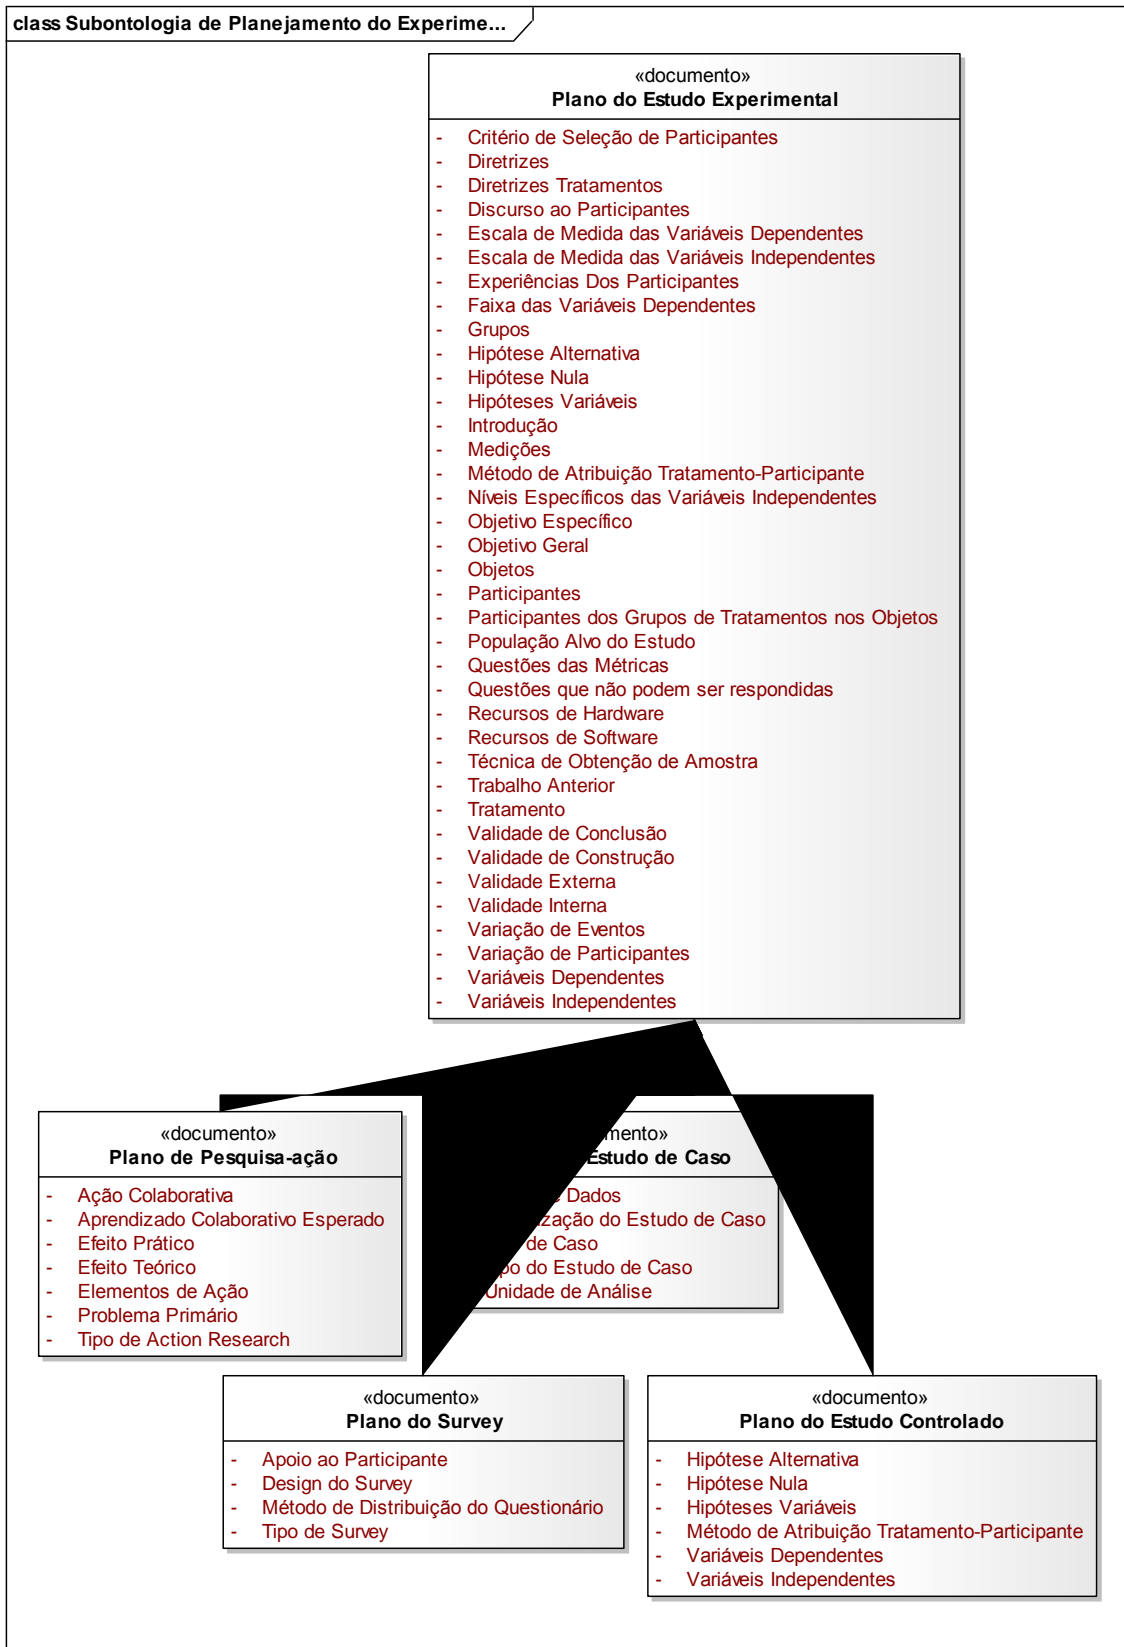 class Subontologia de Planejamento do Experime...
«documento»
Plano do Estudo Experimental
- Critério de Seleção de Participantes
- Diretrizes
- Diretrizes Tratamentos
- Discurso ao Participantes
- Escala de Medida das Variáveis Dependentes
- Escala de Medida das Variáveis Independentes
- Experiências Dos Participantes
- Faixa das Variáveis Dependentes
- Grupos
- Hipótese Alternativa
- Hipótese Nula
- Hipóteses Variáveis
- Introdução
- Medições
- Método de Atribuição Tratamento-Participante
- Níveis Específicos das Variáveis Independentes
- Objetivo Específico
- Objetivo Geral
- Objetos
- Participantes
- Participantes dos Grupos de Tratamentos nos Objetos
- População Alvo do Estudo
- Questões das Métricas
- Questões que não podem ser respondidas
- Recursos de Hardware
- Recursos de Software
- Técnica de Obtenção de Amostra
- Trabalho Anterior
- Tratamento
- Validade de Conclusão
- Validade de Construção
- Validade Externa
- Validade Interna
- Variação de Eventos
- Variação de Participantes
- Variáveis Dependentes
- Variáveis Independentes
«documento»
Plano de Pesquisa-ação
- Ação Colaborativa
- Aprendizado Colaborativo Esperado
- Efeito Prático
- Efeito Teórico
- Elementos de Ação
- Problema Primário
- Tipo de Action Research
Estudo de Caso
Dados
do Estudo de Caso
de Caso
do Estudo de Caso
Unidade de Análise
«documento»
Plano do Survey
- Apoio ao Participante
- Design do Survey
- Método de Distribuição do Questionário
- Tipo de Survey
«documento»
Plano do Estudo Controlado
- Hipótese Alternativa
- Hipótese Nula
- Hipóteses Variáveis
- Método de Atribuição Tratamento-Participante
- Variáveis Dependentes
- Variáveis Independentes